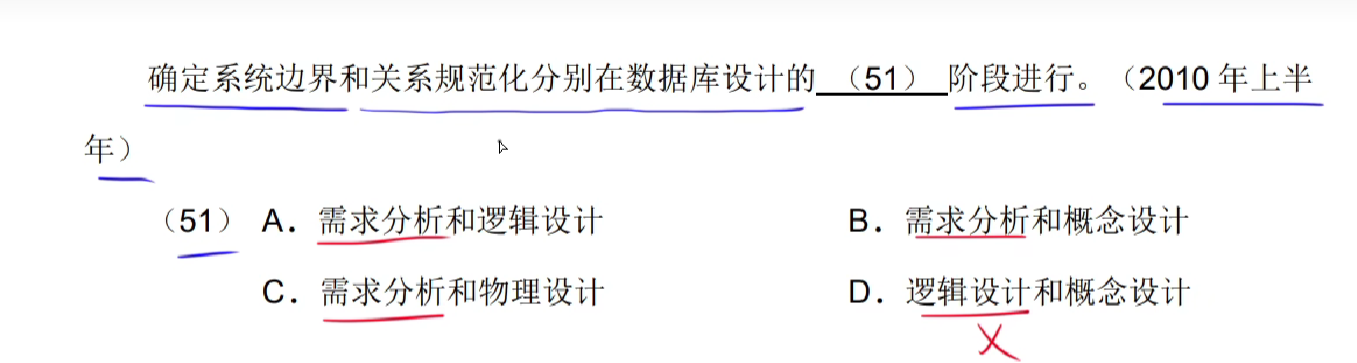 确定系统边界和关系规范化分别在数据库设计的 （51） 阶段进行。（2010 年上半
年）
（51） A．需求分析和逻辑设计 B．需求分析和概念设计
C．需求分析和物理设计 D．逻辑设计和概念设计